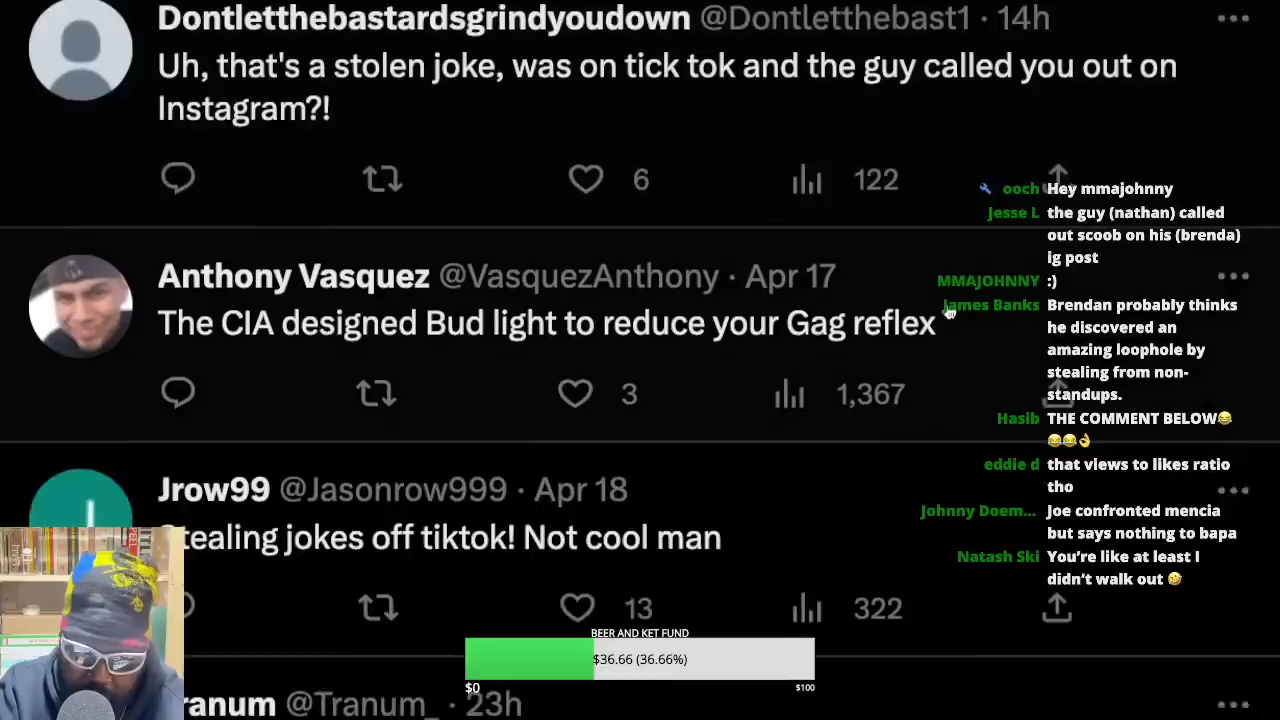 Dontletthebastardsgrindyoudown @Dontletthebast1 · 14h
Uh, that's a stolen joke, was on tick tok and the guy called you out on
Instagram?!
6 122
Anthony Vasquez @VasquezAnthony · Apr 17
The CIA designed Bud light to reduce your Gag reflex
3 1,367
Jrow99 @Jasonrow999 · Apr 18
tealing jokes off tiktok! Not cool man
13 322
ranum @Tranum_ · 23h
ooch Hey mmajohnny
Jesse L the guy (nathan) called
out scoob on his (brenda)
ig post
MMAJOHNNY :)
James Banks Brendan probably thinks
he discovered an
amazing loophole by
stealing from non-
standups.
Hasib THE COMMENT BELOW😂
😂😂👌
eddie d that views to likes ratio
tho
Johnny Doem... Joe confronted mencia
but says nothing to bapa
Natash Ski You're like at least I
didn't walk out 🤣
BEER AND KET FUND
$36.66 (36.66%)
$0 $100